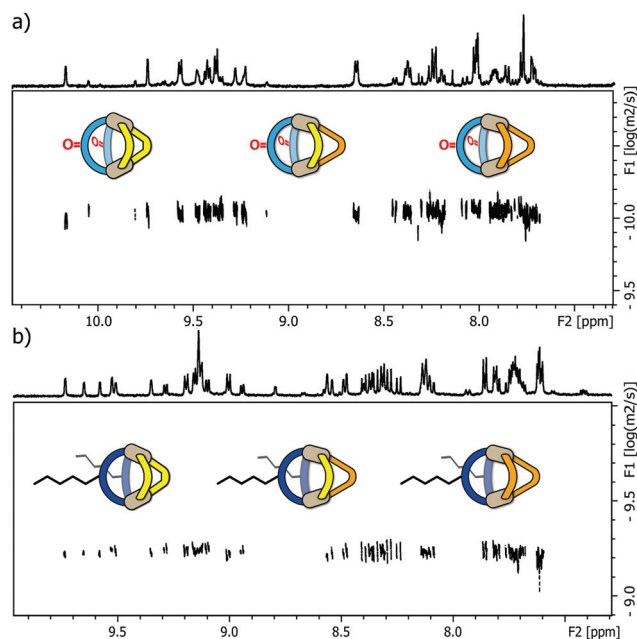 a)
O= O= O= O= O= O=
F1 [log(m2/s)]
- 10.0
- 9.5
10.0 9.5 9.0 8.5 8.0 F2 [ppm]
b)
F1 [log(m2/s)]
- 9.5
- 9.0
9.5 9.0 8.5 8.0 F2 [ppm]